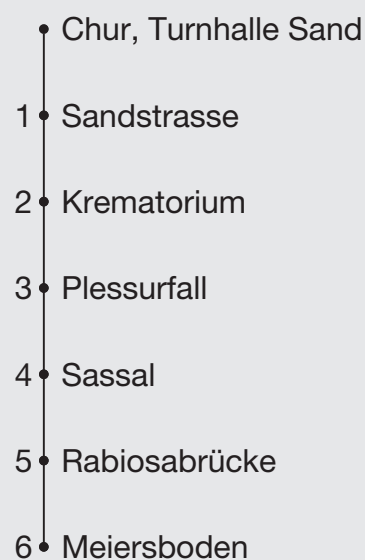 Chur, Turnhalle Sand
1 Sandstrasse
2 Krematorium
3 Plessurfall
4 Sassal
5 Rabiosabrücke
6 Meiersboden